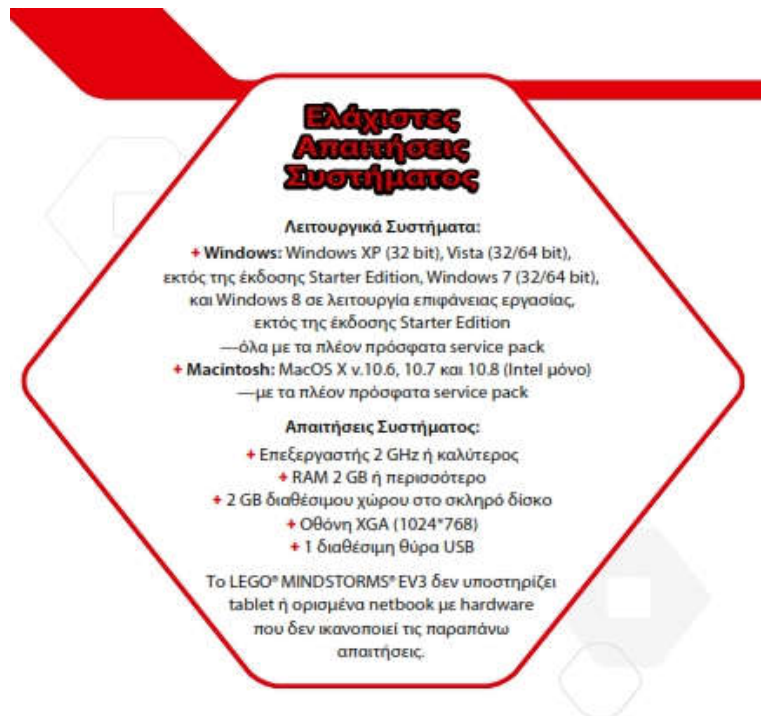 Ελάχιστες
Απαιτήσεις
Συστήματος
Λειτουργικά Συστήματα:
+ Windows: Windows XP (32 bit), Vista (32/64 bit),
εκτός της έκδοσης Starter Edition, Windows 7 (32/64 bit),
και Windows 8 σε λειτουργία επιφάνειας εργασίας,
εκτός της έκδοσης Starter Edition
—όλα με τα πλέον πρόσφατα service pack
+ Macintosh: MacOS X v.10.6, 10.7 και 10.8 (Intel μόνο)
—με τα πλέον πρόσφατα service pack
Απαιτήσεις Συστήματος:
+ Επεξεργαστής 2 GHz ή καλύτερος
+ RAM 2 GB ή περισσότερο
+ 2 GB διαθέσιμου χώρου στο σκληρό δίσκο
+ Οθόνη XGA (1024*768)
+ 1 διαθέσιμη θύρα USB
Το LEGO® MINDSTORMS® EV3 δεν υποστηρίζει
tablet ή ορισμένα netbook με hardware
που δεν ικανοποιεί τις παραπάνω
απαιτήσεις.